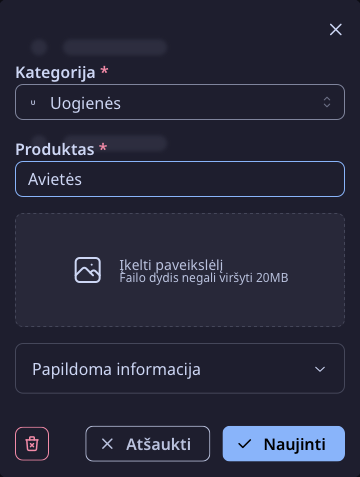 Kategorija *
U Uogienės
Produktas *
Avietės
Įkelti paveikslėlį
Failo dydis negali viršyti 20MB
Papildoma informacija
Atšaukti
Naujinti